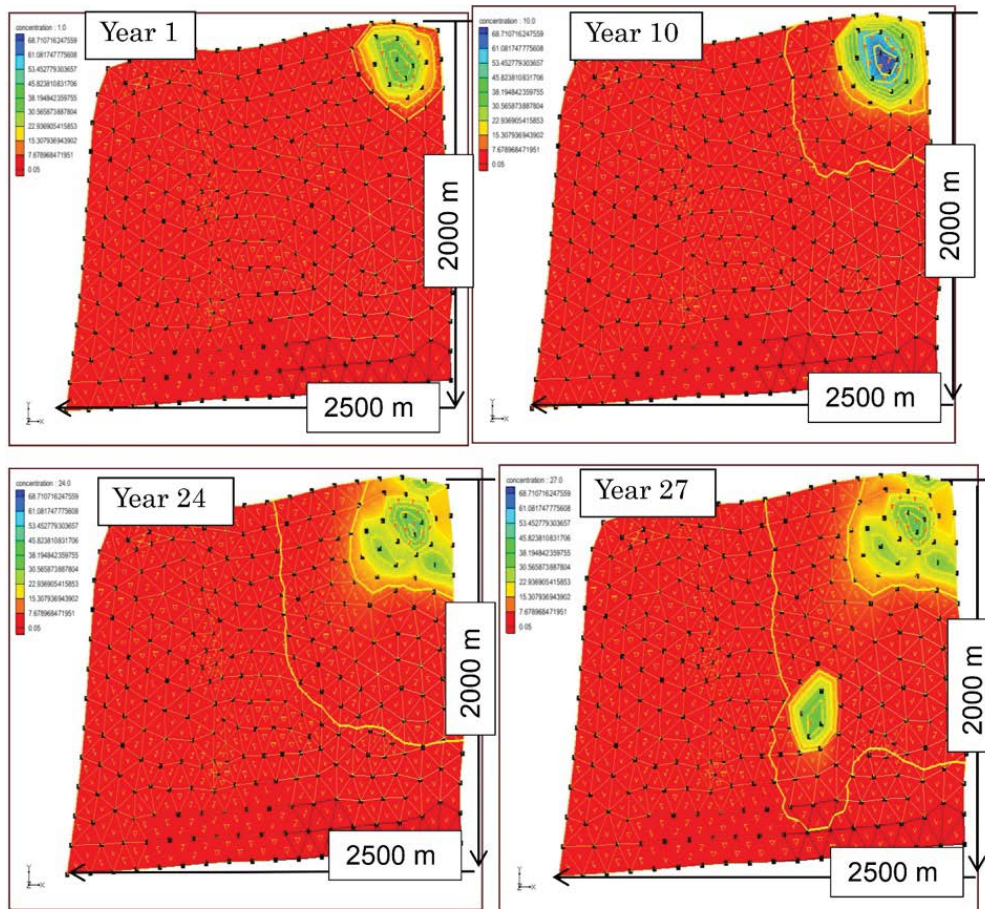 concentration : 1.0
68.710716247559
61.081747775608
53.452779303657
45.823810831706
38.194842359755
30.565873887804
22.936905415853
15.307936943902
7.678968471951
0.05
Year 1
2000 m
2500 m
Y
Z X
concentration : 10.0
68.710716247559
61.081747775608
53.452779303657
45.823810831706
38.194842359755
30.565873887804
22.936905415853
15.307936943902
7.678968471951
0.05
Year 10
2000 m
2500 m
Y
Z X
concentration : 24.0
68.710716247559
61.081747775608
53.452779303657
45.823810831706
38.194842359755
30.565873887804
22.936905415853
15.307936943902
7.678968471951
0.05
Year 24
2000 m
2500 m
Y
Z X
concentration : 27.0
68.710716247559
61.081747775608
53.452779303657
45.823810831706
38.194842359755
30.565873887804
22.936905415853
15.307936943902
7.678968471951
0.05
Year 27
2000 m
2500 m
Y
Z X